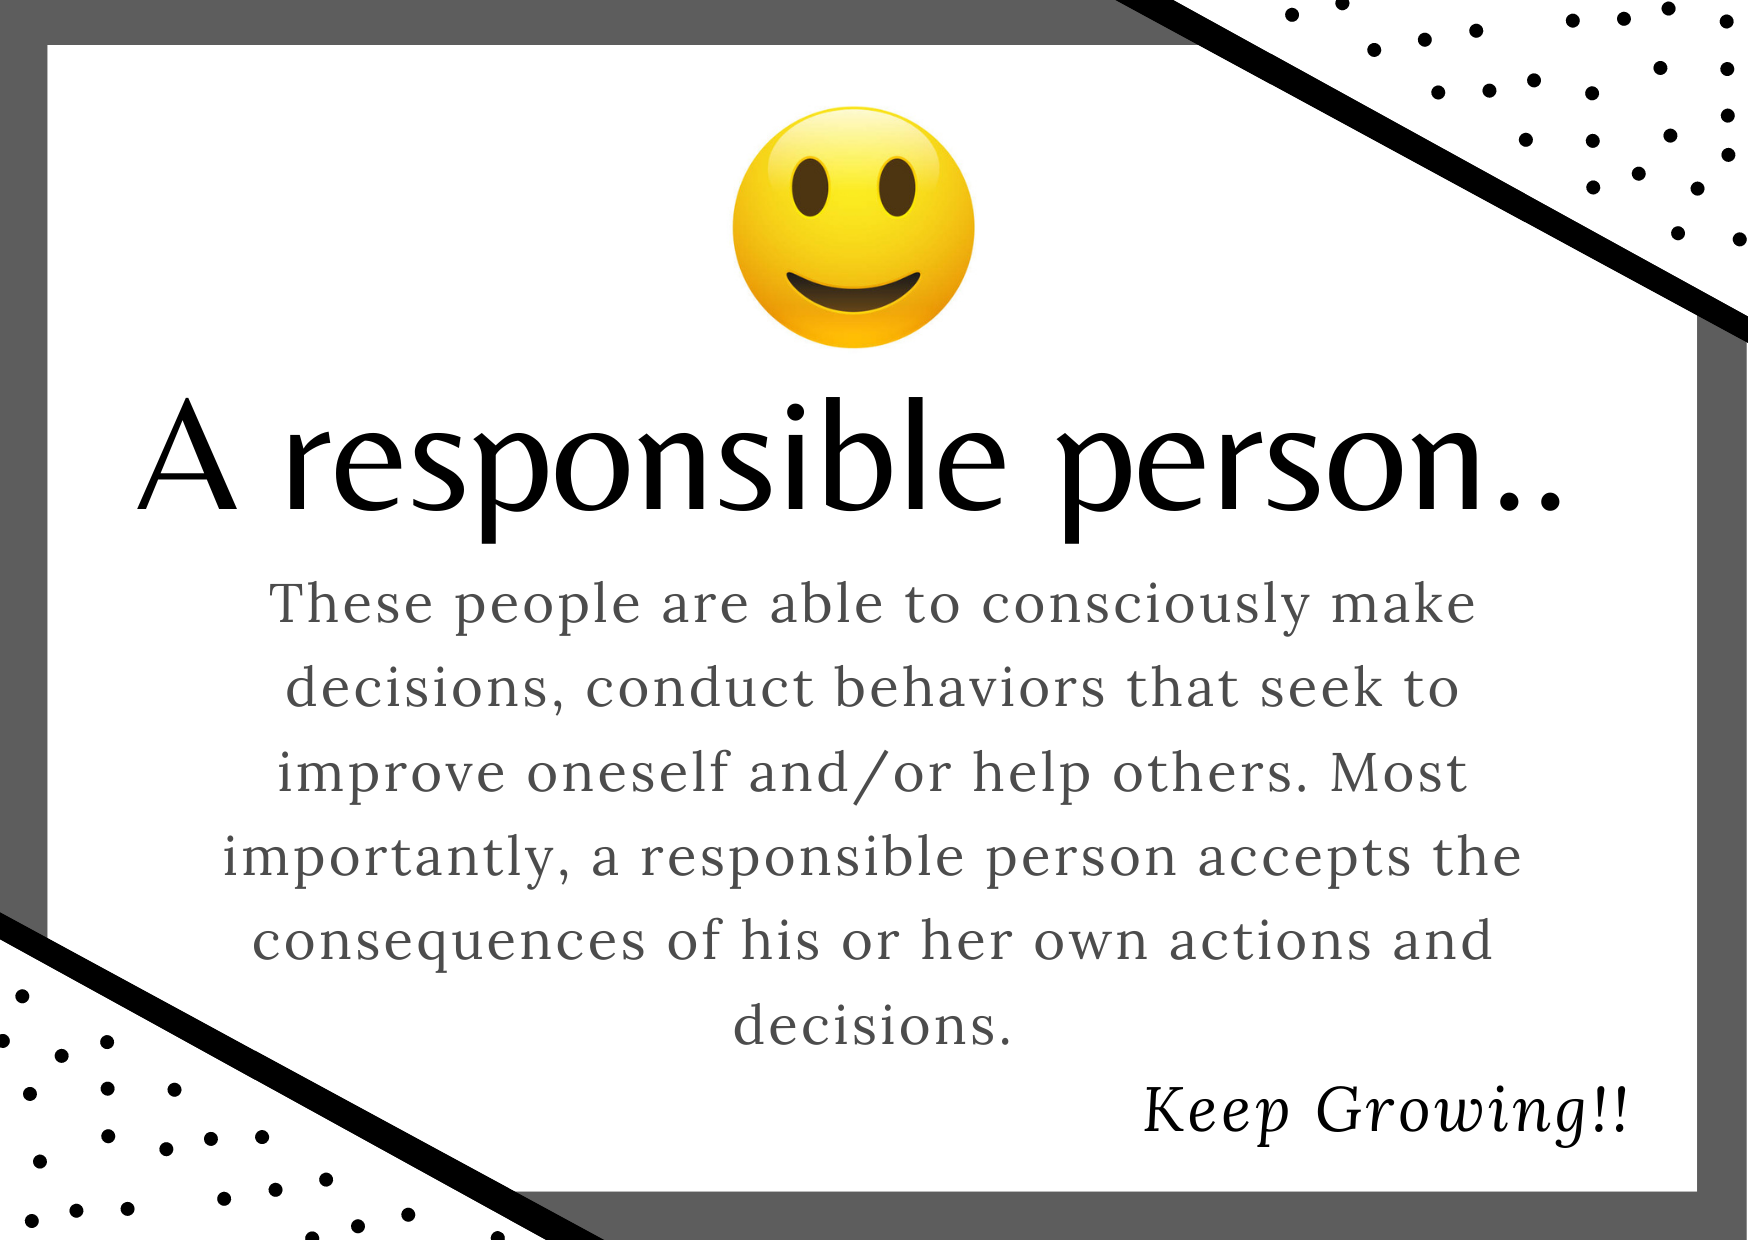 A responsible person..
These people are able to consciously make
decisions, conduct behaviors that seek to
improve oneself and/or help others. Most
importantly, a responsible person accepts the
consequences of his or her own actions and
decisions.
Keep Growing!!